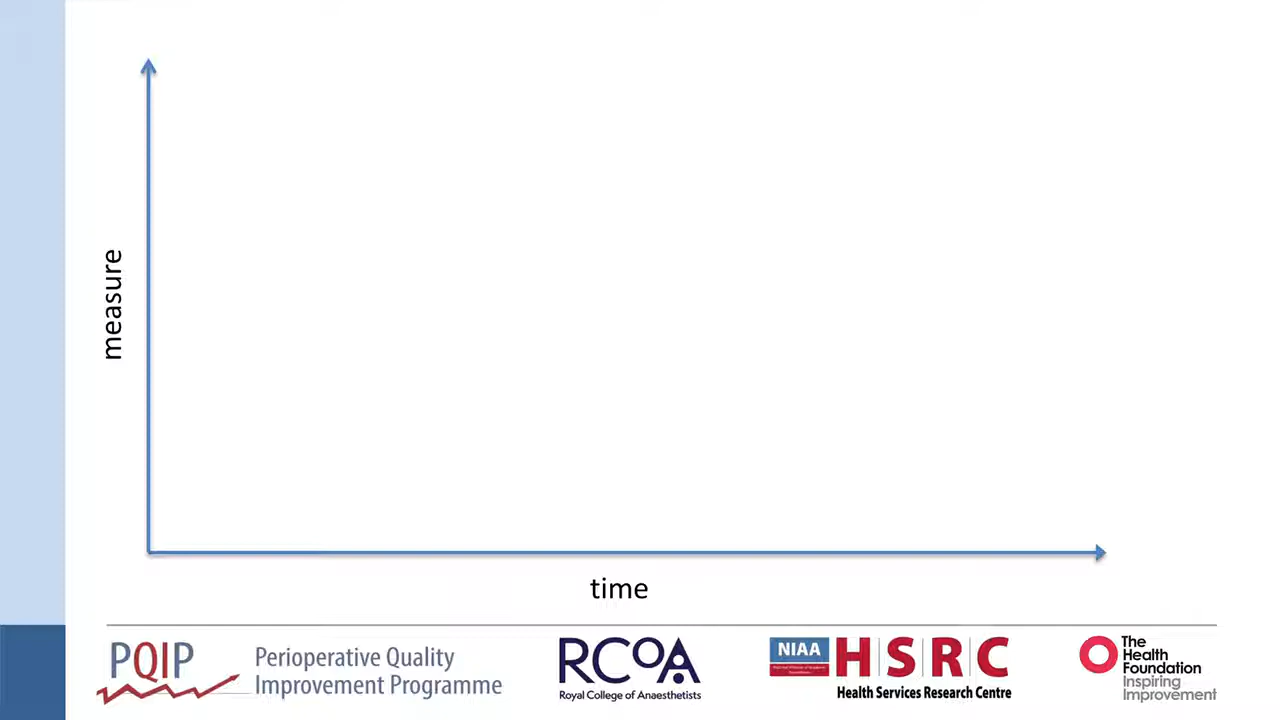 measure
time
PQIP
Perioperative Quality
Improvement Programme
RCOA
Royal College of Anaesthetists
NIAA
HSRC
Health Services Research Centre
The
Health
Foundation
Inspiring
Improvement